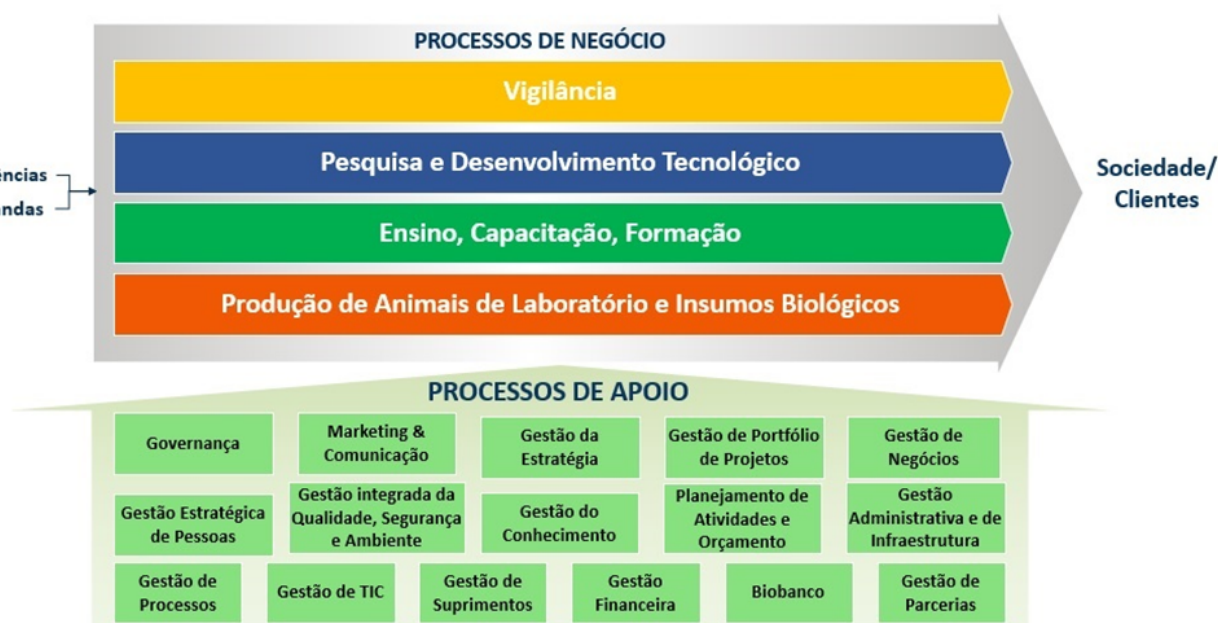 PROCESSOS DE NEGÓCIO
Vigilância
Pesquisa e Desenvolvimento Tecnológico
Ensino, Capacitação, Formação
Produção de Animais de Laboratório e Insumos Biológicos
Sociedade/
Clientes
PROCESSOS DE APOIO
Governança
Marketing &
Comunicação
Gestão da
Estratégia
Gestão de Portfólio
de Projetos
Gestão de
Negócios
Gestão Estratégica
de Pessoas
Gestão integrada da
Qualidade, Segurança
e Ambiente
Gestão do
Conhecimento
Planejamento de
Atividades e
Orçamento
Gestão
Administrativa e de
Infraestrutura
Gestão de
Processos
Gestão de TIC
Gestão de
Suprimentos
Gestão
Financeira
Biobanco
Gestão de
Parcerias